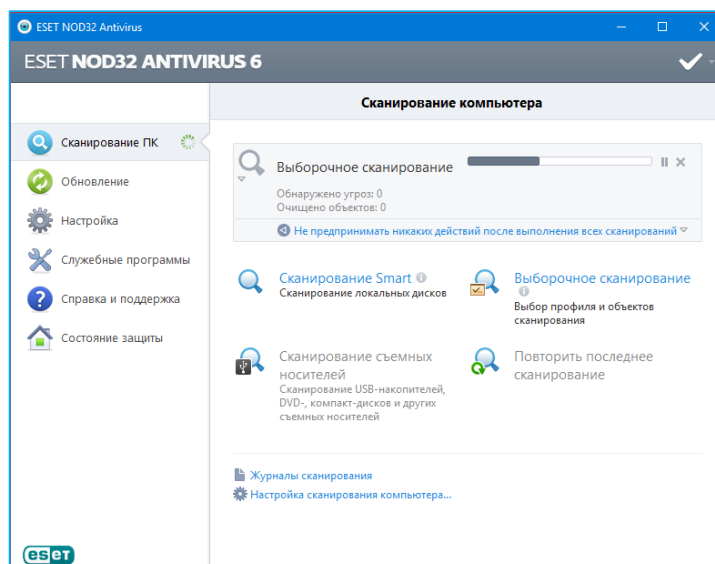 ESET NOD32 Antivirus
ESET NOD32 ANTIVIRUS 6
Сканирование ПК
Обновление
Настройка
Служебные программы
Справка и поддержка
Состояние защиты
eset
Сканирование компьютера
Выборочное сканирование
Обнаружено угроз: 0
Очищено объектов: 0
Не предпринимать никаких действий после выполнения всех сканирований
Сканирование Smart
Сканирование локальных дисков
Выборочное сканирование
Выбор профиля и объектов
сканирования
Сканирование съемных
носителей
Сканирование USB-накопителей,
DVD-, компакт-дисков и других
съемных носителей
Повторить последнее
сканирование
Журналы сканирования
Настройка сканирования компьютера...